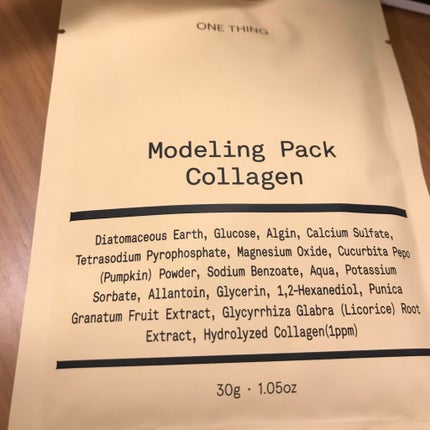 ONE THING
Modeling Pack
Collagen
Diatomaceous Earth, Glucose, Algin, Calcium Sulfate,
Tetrasodium Pyrophosphate, Magnesium Oxide, Cucurbita Pepo
(Pumpkin) Powder, Sodium Benzoate, Aqua, Potassium
Sorbate, Allantoin, Glycerin, 1,2-Hexanediol, Punica
Granatum Fruit Extract, Glycyrrhiza Glabra (Licorice) Root
Extract, Hydrolyzed Collagen(1ppm)
30g · 1.05oz